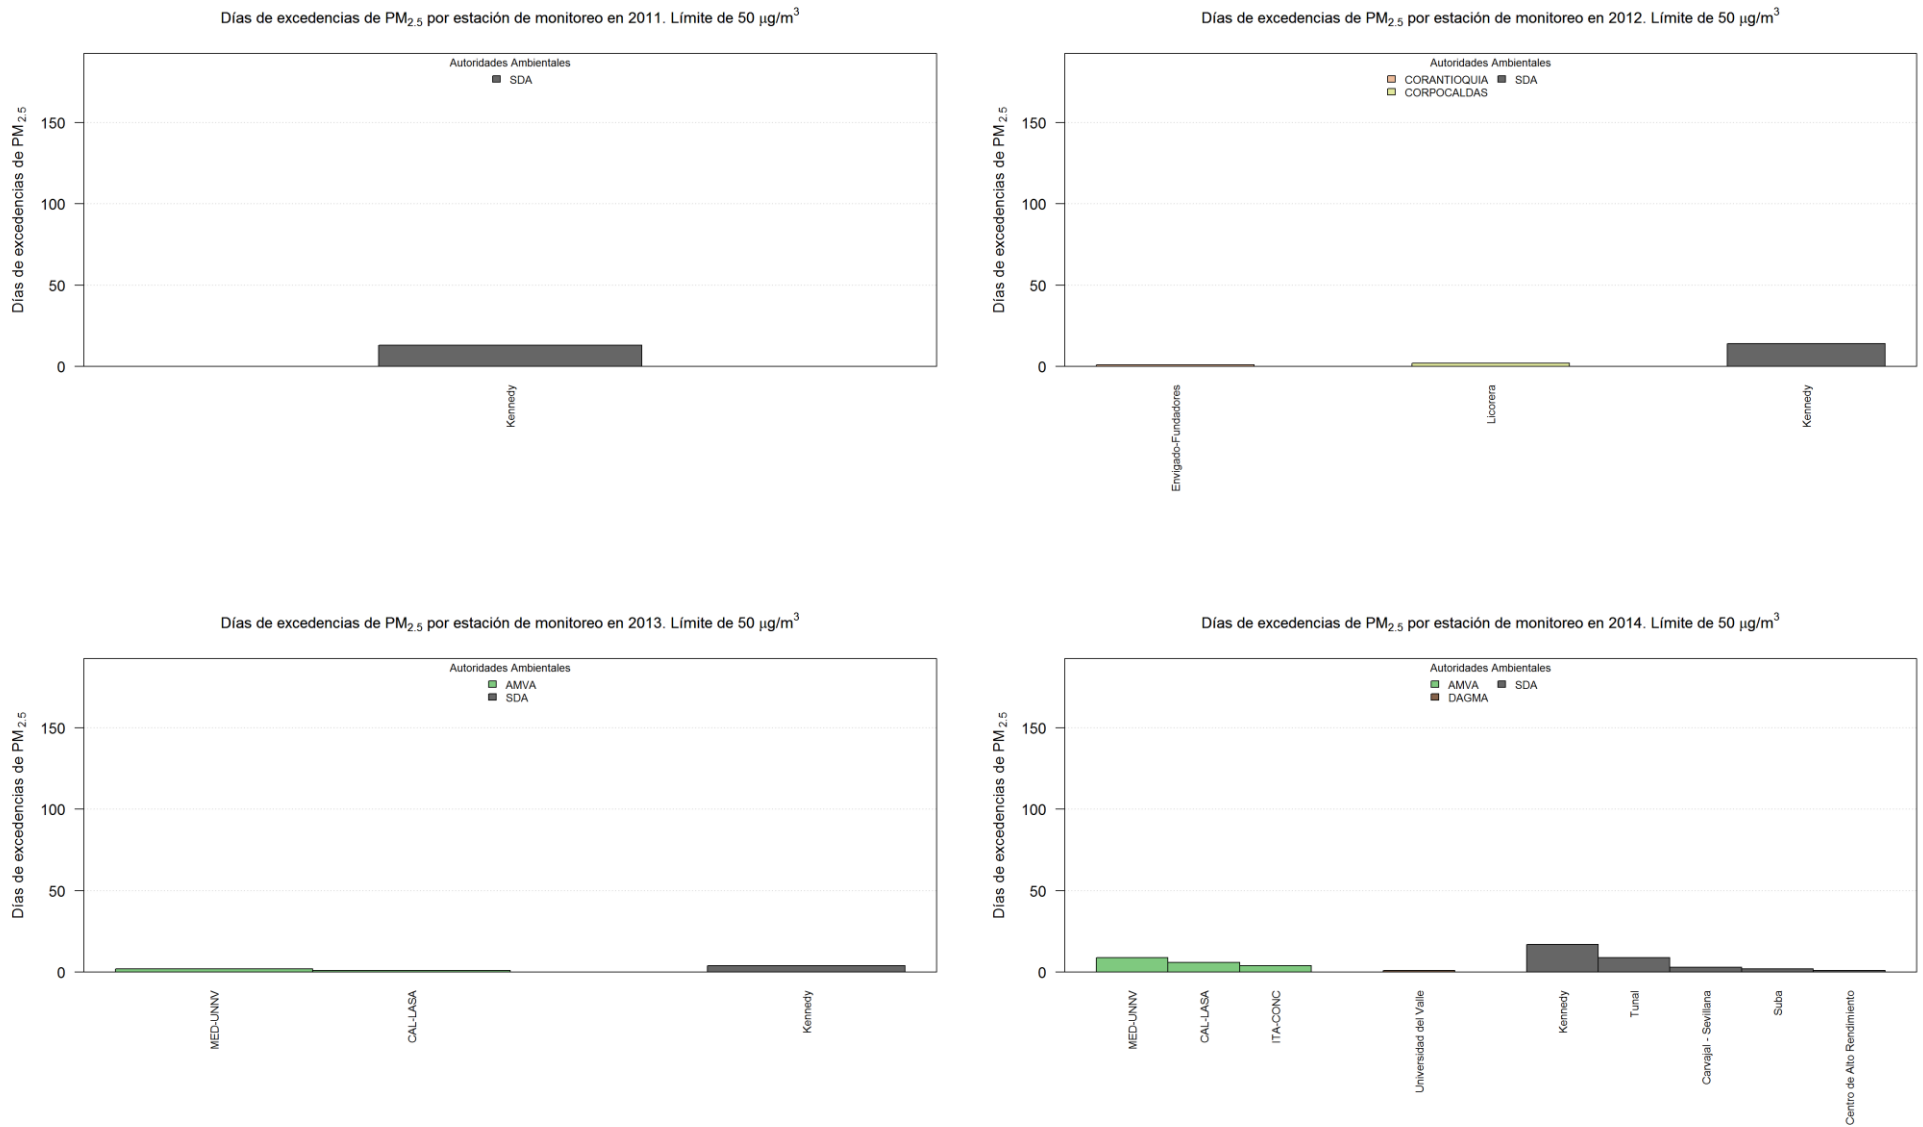 Días de excedencias de PM2.5 por estación de monitoreo en 2011. Límite de 50 μg/m3
Autoridades Ambientales
SDA
Días de excedencias de PM2.5
150
100
50
0
Kennedy
Días de excedencias de PM2.5 por estación de monitoreo en 2012. Límite de 50 μg/m3
Autoridades Ambientales
CORANTIOQUIA SDA
CORPOCALDAS
Días de excedencias de PM2.5
150
100
50
0
Envigado-Fundadores
Licorera
Kennedy
Días de excedencias de PM2.5 por estación de monitoreo en 2013. Límite de 50 μg/m3
Autoridades Ambientales
AMVA
SDA
Días de excedencias de PM2.5
150
100
50
0
MED-UNNV
CAL-LASA
Kennedy
Días de excedencias de PM2.5 por estación de monitoreo en 2014. Límite de 50 μg/m3
Autoridades Ambientales
AMVA SDA
DAGMA
Días de excedencias de PM2.5
150
100
50
0
MED-UNNV
CAL-LASA
ITA-CONC
Universidad del Valle
Kennedy
Tunal
Carvajal - Sevillana
Suba
Centro de Alto Rendimiento